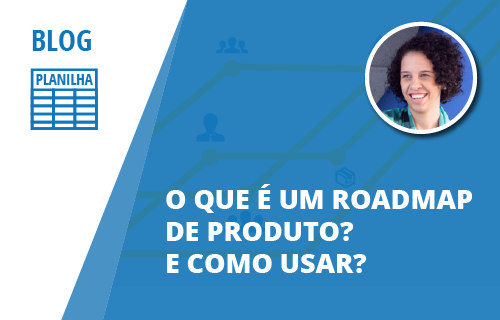 BLOG
PLANILHA
O QUE É UM ROADMAP
DE PRODUTO?
E COMO USAR?